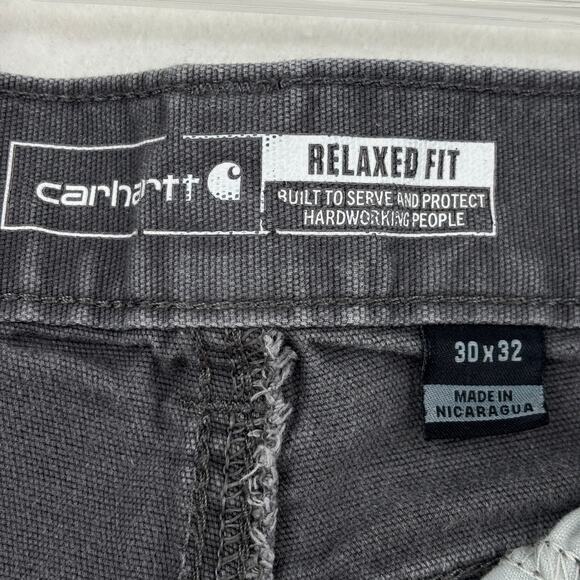 carhartt
RELAXED FIT
BUILT TO SERVE AND PROTECT
HARDWORKING PEOPLE
30 X 32
MADE IN
NICARAGUA